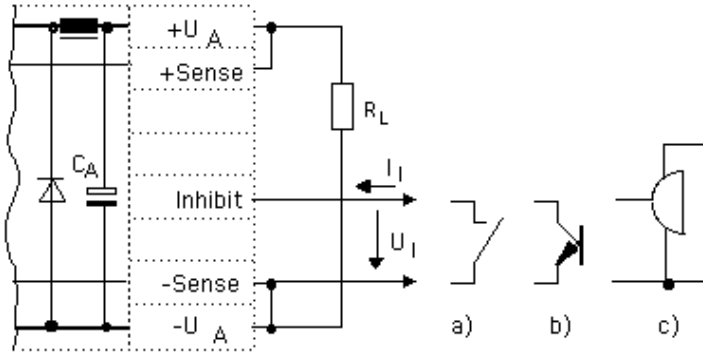 +U A
+Sense
R L
C A
I I
Inhibit
U I
-Sense
-U A
a) b) c)